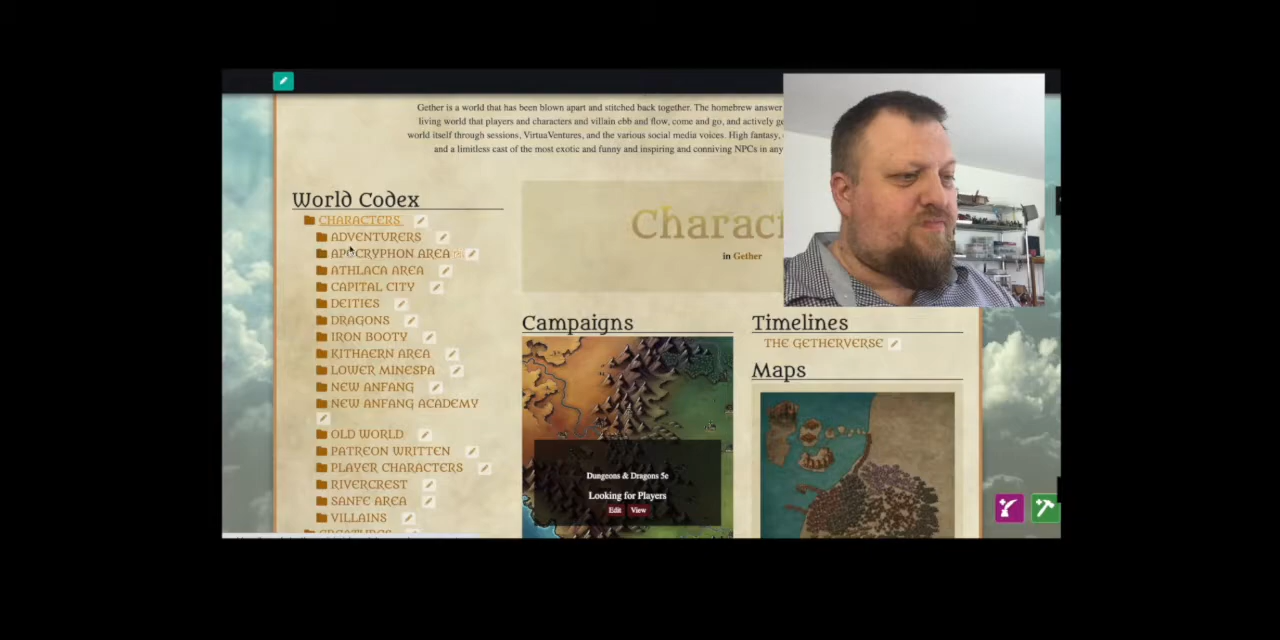 Gether is a world that has been blown apart and stitched back together. The homebrew answer
living world that players and characters and villain ebb and flow, come and go, and actively
world itself through sessions, VirtuaVentures, and the various social media voices. High fantasy,
and a limitless cast of the most exotic and funny and inspiring and conniving NPCs in any
World Codex
CHARACTERS
ADVENTURERS
APOCRYPHON AREA
ATHLACA AREA
CAPITAL CITY
DEITIES
DRAGONS
IRON BOOTY
KITHAERN AREA
LOWER MINESPA
NEW ANFANG
NEW ANFANG ACADEMY
OLD WORLD
PATREON WRITTEN
PLAYER CHARACTERS
RIVERCREST
SANFE AREA
VILLAINS
CREATURES
Charact
in Gether
Campaigns
Dungeons & Dragons 5e
Looking for Players
Edit View
Timelines
THE GETHERVERSE
Maps